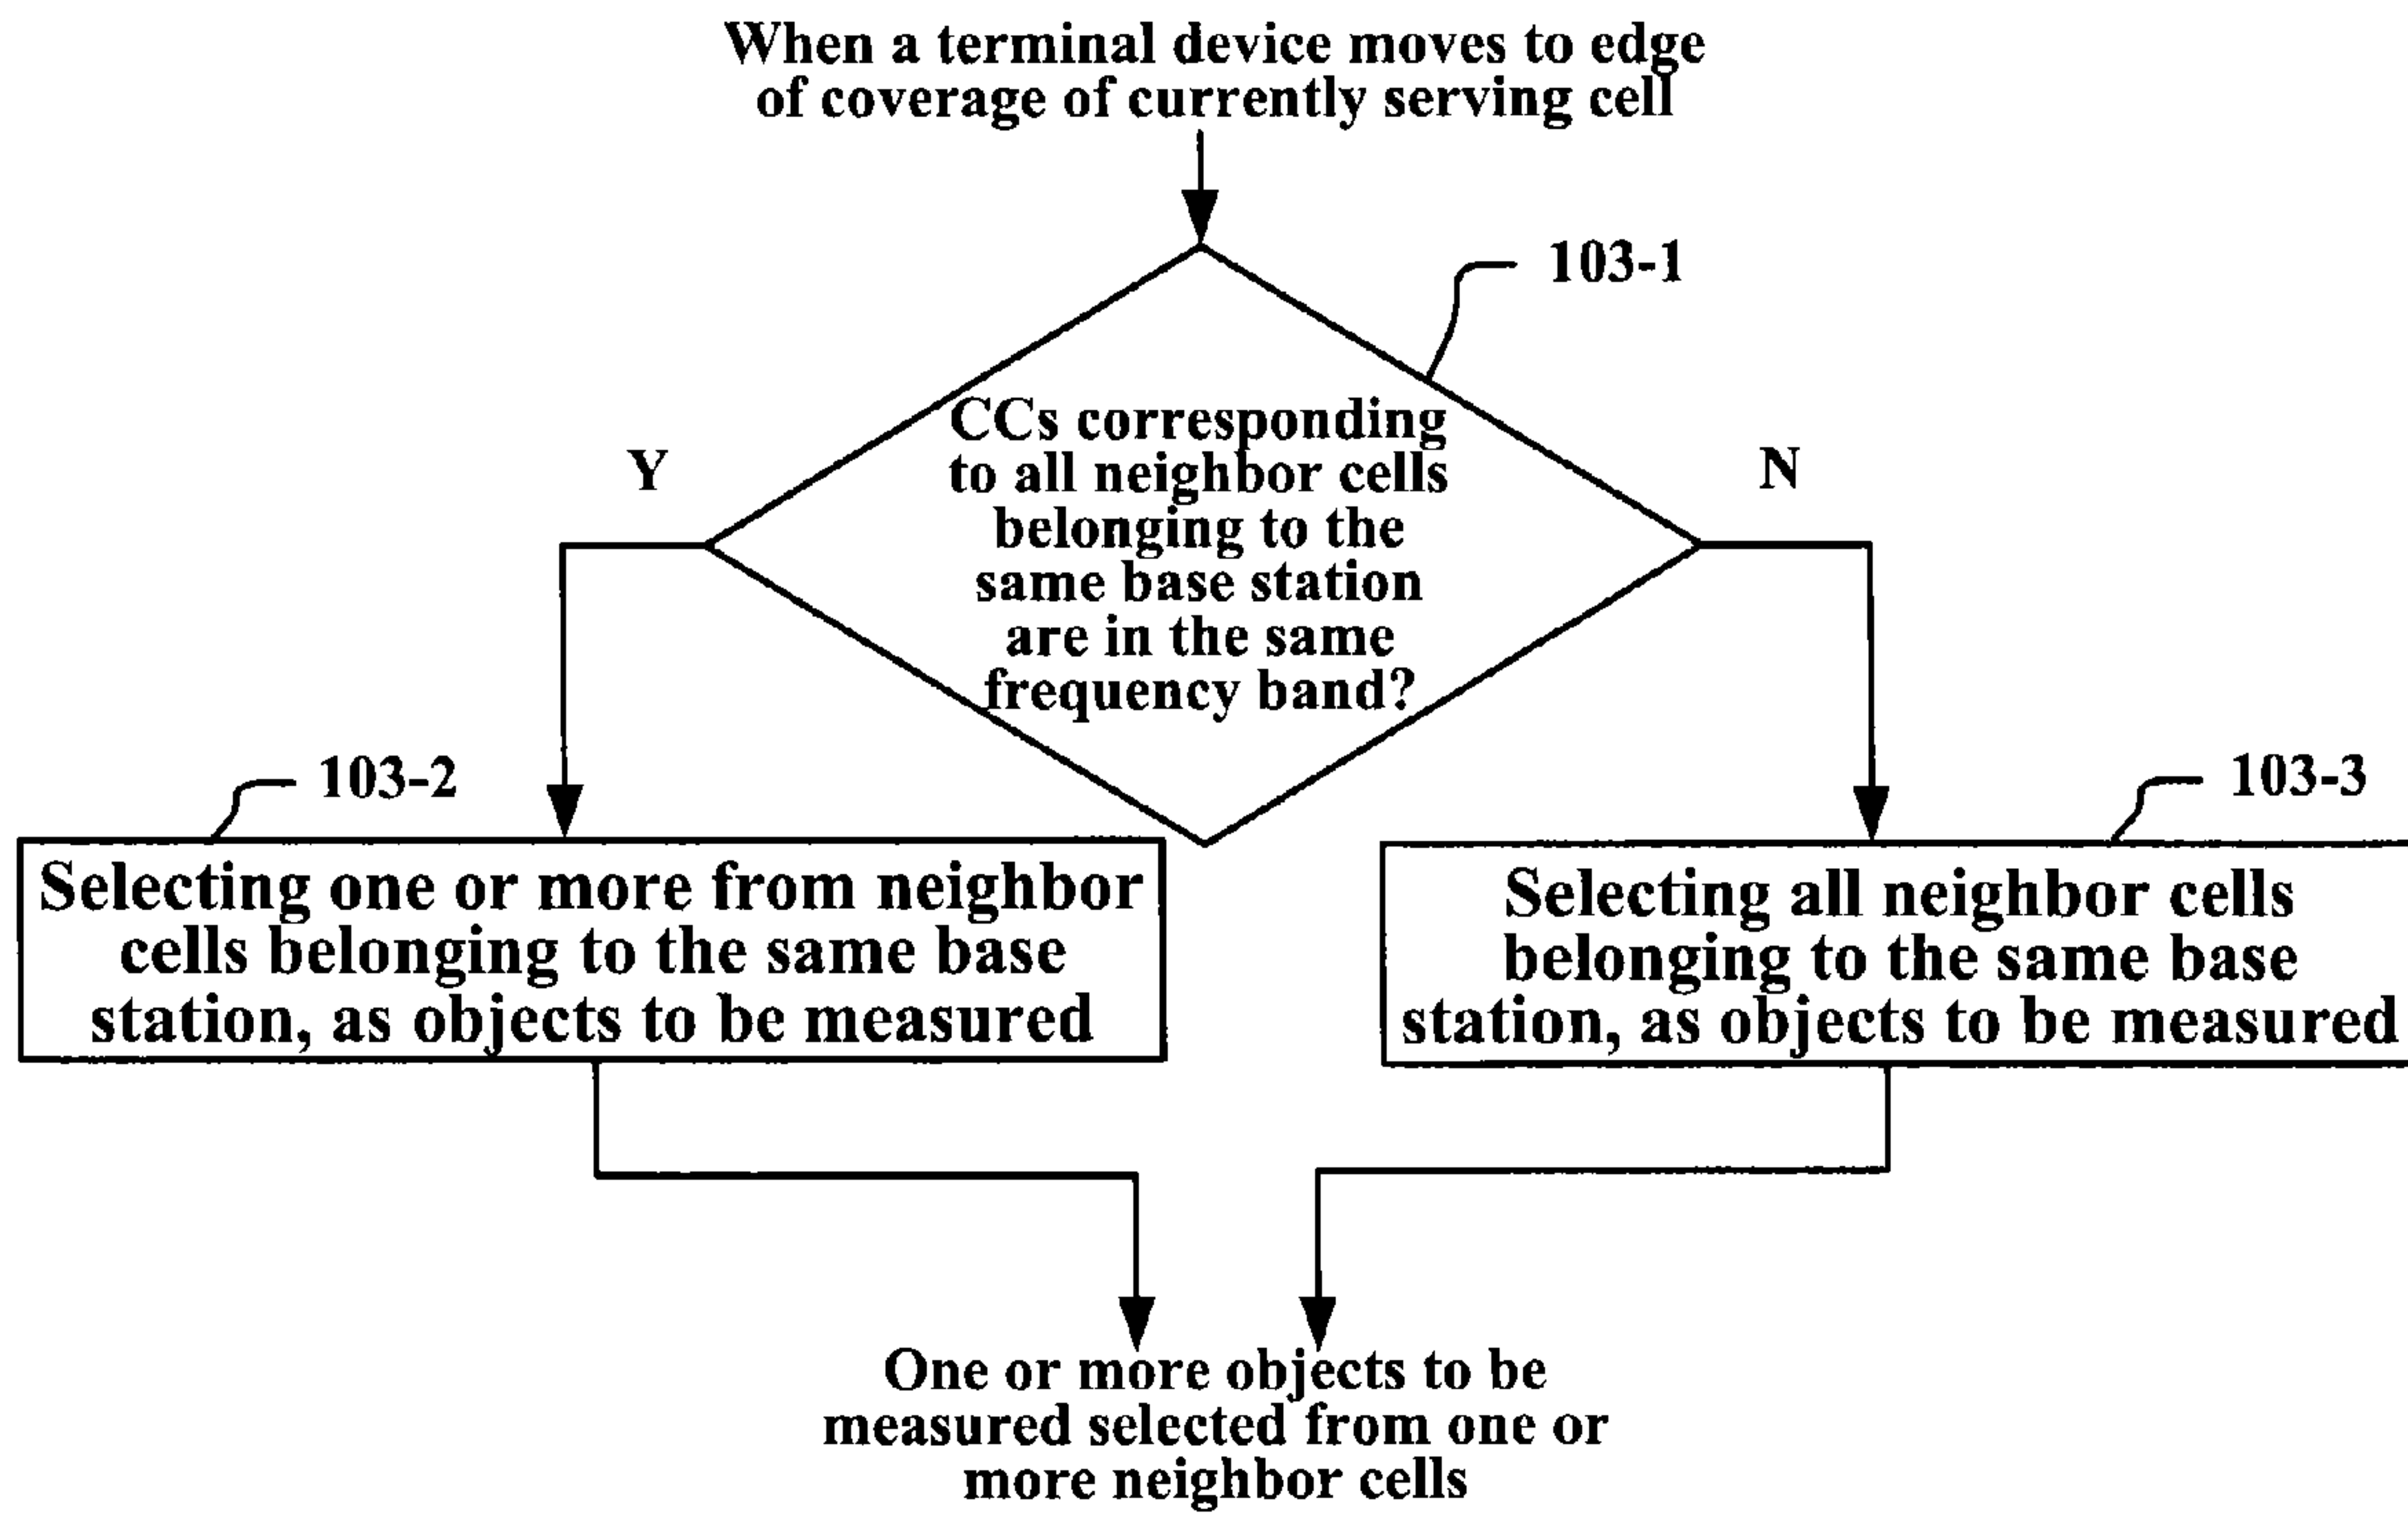 When a terminal device moves to edge
of coverage of currently serving cell
103-1
CCs corresponding
to all neighbor cells
belonging to the
same base station
are in the same
frequency band?
Y
N
103-2
103-3
Selecting one or more from neighbor
cells belonging to the same base
station, as objects to be measured
Selecting all neighbor cells
belonging to the same base
station, as objects to be measured
One or more objects to be
measured selected from one or
more neighbor cells